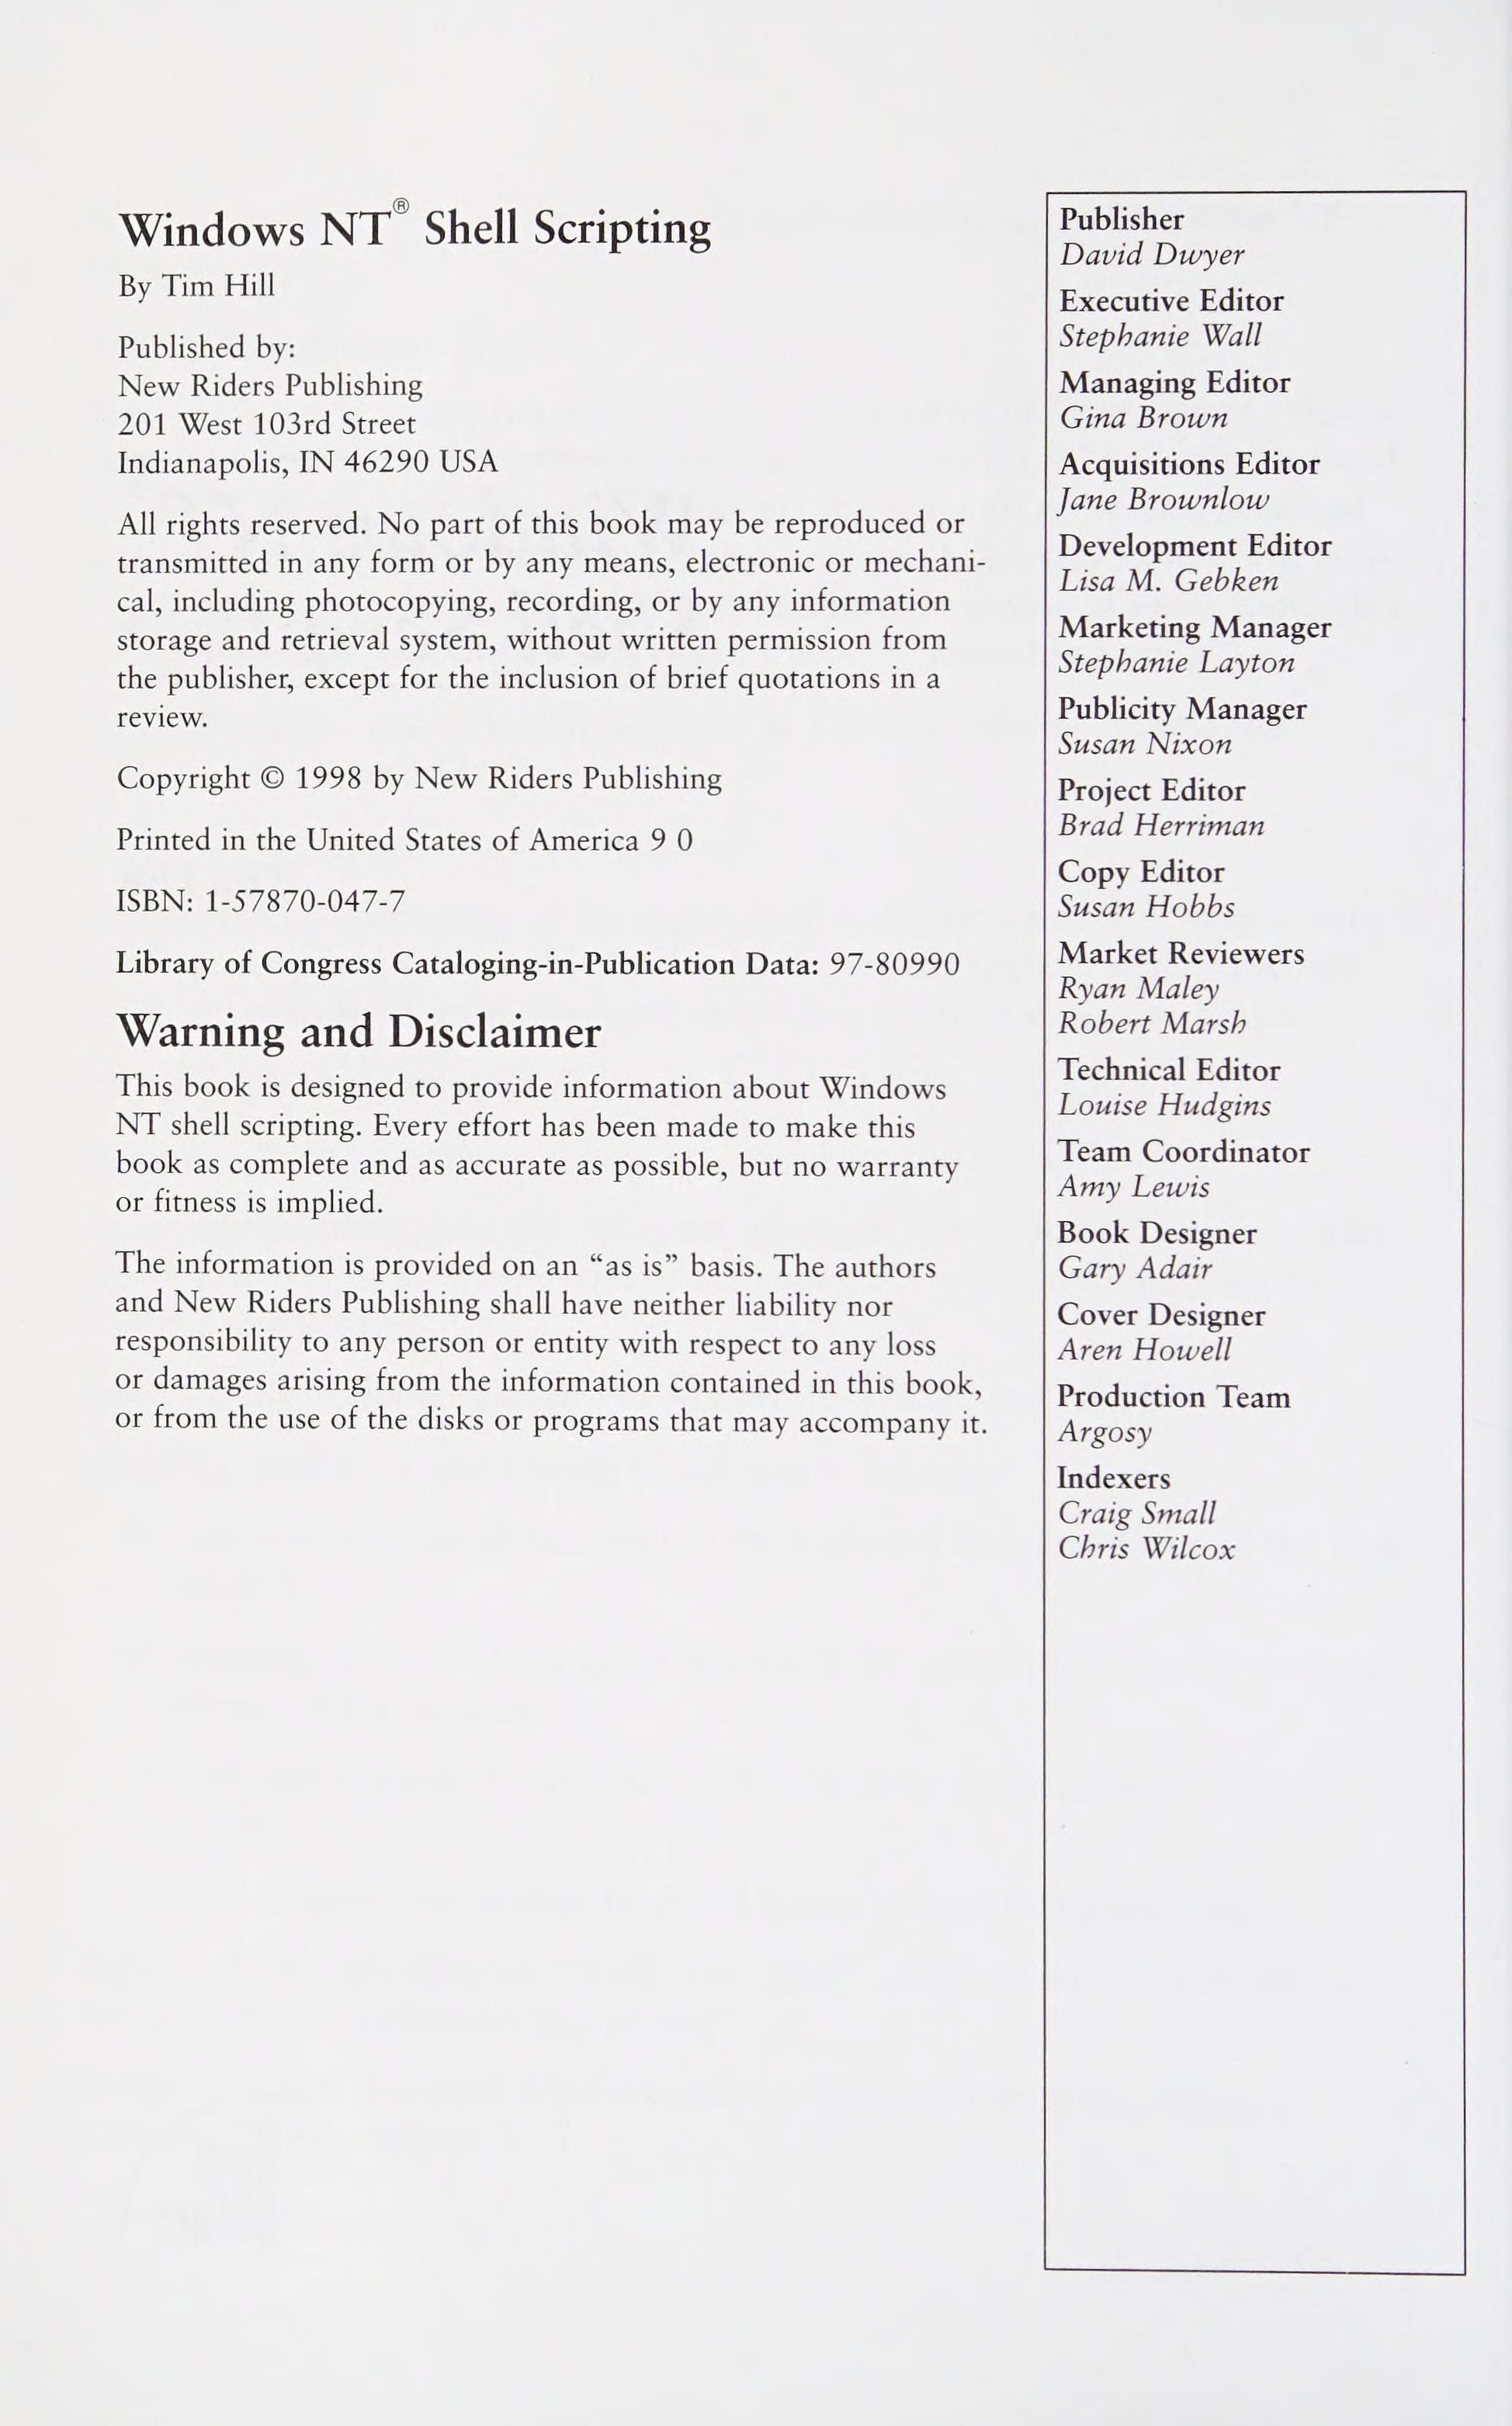 Windows NT® Shell Scripting
By Tim Hill
Published by:
New Riders Publishing
201 West 103rd Street
Indianapolis, IN 46290 USA
All rights reserved. No part of this book may be reproduced or
transmitted in any form or by any means, electronic or mechani-
cal, including photocopying, recording, or by any information
storage and retrieval system, without written permission from
the publisher, except for the inclusion of brief quotations in a
review.
Copyright © 1998 by New Riders Publishing
Printed in the United States of America 9 0
ISBN: 1-57870-047-7
Library of Congress Cataloging-in-Publication Data: 97-80990
Warning and Disclaimer
This book is designed to provide information about Windows
NT shell scripting. Every effort has been made to make this
book as complete and as accurate as possible, but no warranty
or fitness is implied.
The information is provided on an “as is” basis. The authors
and New Riders Publishing shall have neither liability nor
responsibility to any person or entity with respect to any loss
or damages arising from the information contained in this book,
or from the use of the disks or programs that may accompany it.
Publisher
David Dwyer
Executive Editor
Stephanie Wall
Managing Editor
Gina Brown
Acquisitions Editor
Jane Brownlow
Development Editor
Lisa M. Gebken
Marketing Manager
Stephanie Layton
Publicity Manager
Susan Nixon
Project Editor
Brad Herriman
Copy Editor
Susan Hobbs
Market Reviewers
Ryan Maley
Robert Marsh
Technical Editor
Louise Hudgins
Team Coordinator
Amy Lewis
Book Designer
Gary Adair
Cover Designer
Aren Howell
Production Team
Argosy
Indexers
Craig Small
Chris Wilcox